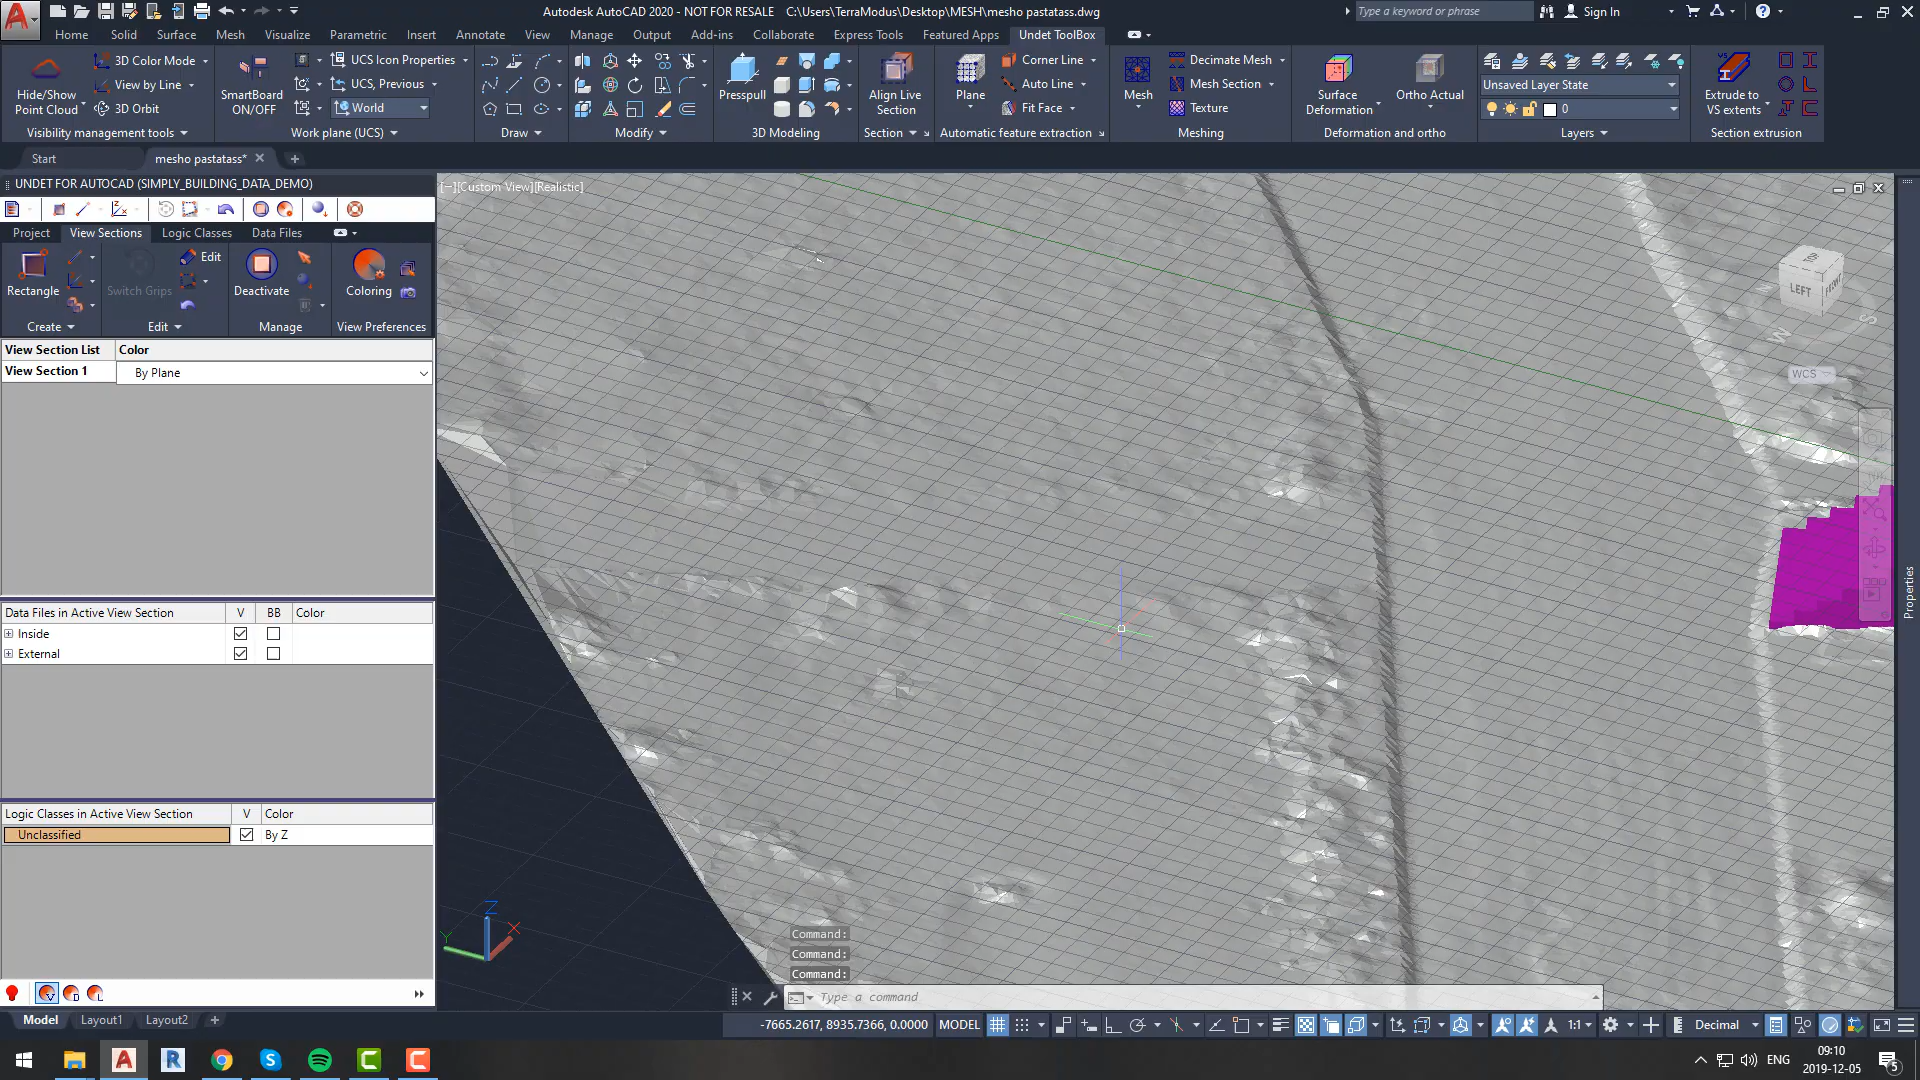 Autodesk AutoCAD 2020 - NOT FOR RESALE C:\Users\TerraModus\Desktop\MESH\mesho pastatass.dwg
Type a keyword or phrase
Sign In
Home Solid Surface Mesh Visualize Parametric Insert Annotate View Manage Output Add-ins Collaborate Express Tools Featured Apps Undet ToolBox
Hide/Show
Point Cloud
3D Color Mode
View by Line
3D Orbit
Visibility management tools
SmartBoard
ON/OFF
UCS Icon Properties
UCS, Previous
World
Work plane (UCS)
Draw
Modify
Presspull
3D Modeling
Align Live
Section
Section
Plane
Corner Line
Auto Line
Fit Face
Automatic feature extraction
Mesh
Decimate Mesh
Mesh Section
Texture
Meshing
Surface
Deformation
Ortho Actual
Deformation and ortho
Unsaved Layer State
0
Layers
Extrude to
VS extents
Section extrusion
Start
mesho pastatass*
UNDET FOR AUTOCAD (SIMPLY_BUILDING_DATA_DEMO)
[−][Custom View][Realistic]
Project View Sections Logic Classes Data Files
Rectangle
Create
Switch Grips
Edit
Edit
Deactivate
Manage
Coloring
View Preferences
View Section List Color
View Section 1 By Plane
LEFT
W
S
WCS
Properties
Data Files in Active View Section V BB Color
Inside
External
Logic Classes in Active View Section V Color
Unclassified By Z
Z
Y
X
Command:
Command:
Command:
Type a command
Model Layout1 Layout2
-7665.2617, 8935.7366, 0.0000 MODEL
1:1
Decimal
ENG
09:10
2019-12-05
5